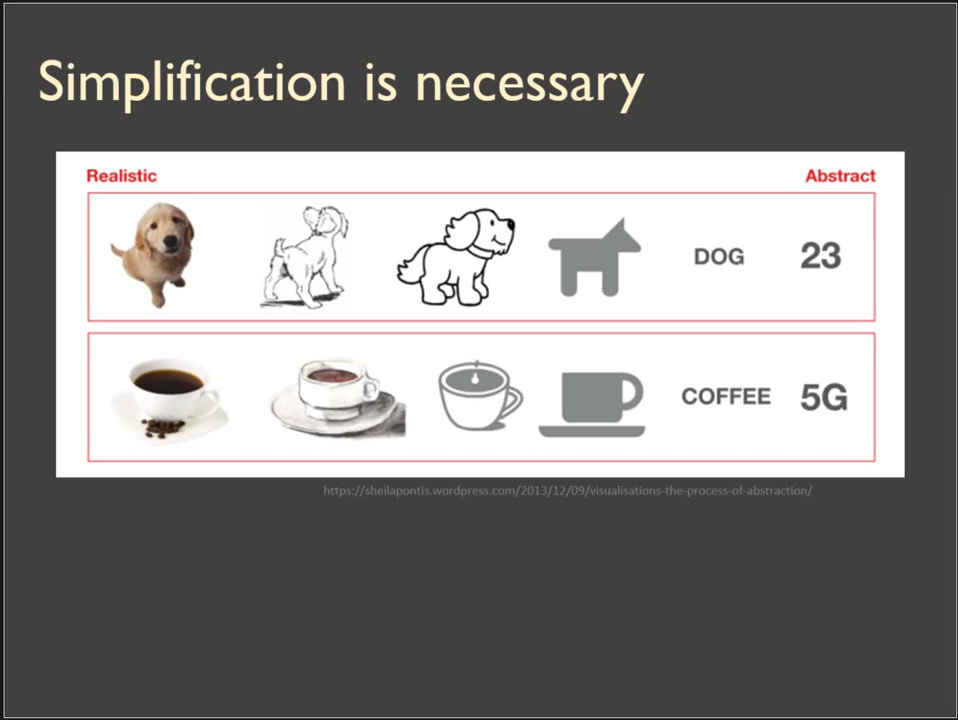 Simplification is necessary
Realistic
Abstract
DOG
23
COFFEE
5G
https://sheilapontis.wordpress.com/2013/12/09/visualisations-the-process-of-abstraction/